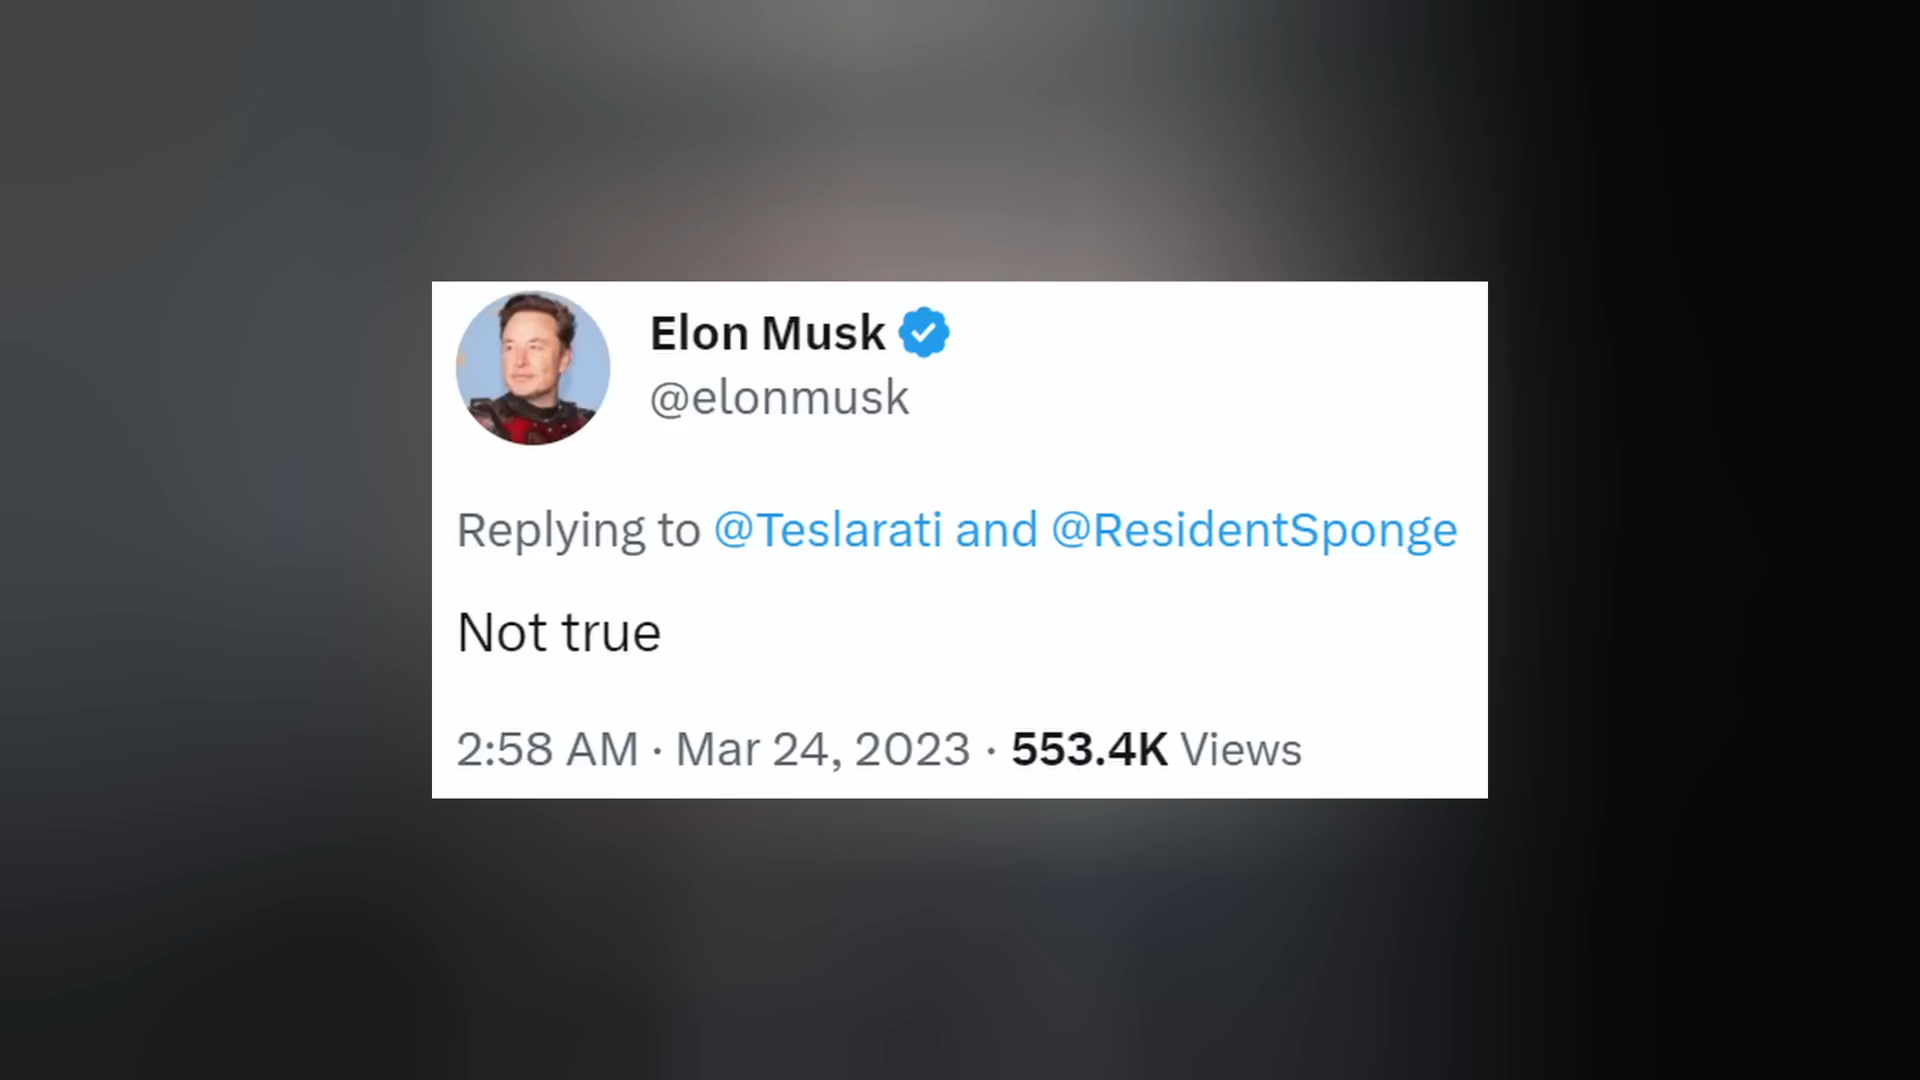 Elon Musk
@elonmusk
Replying to @Teslarati and @ResidentSponge
Not true
2:58 AM · Mar 24, 2023 · 553.4K Views